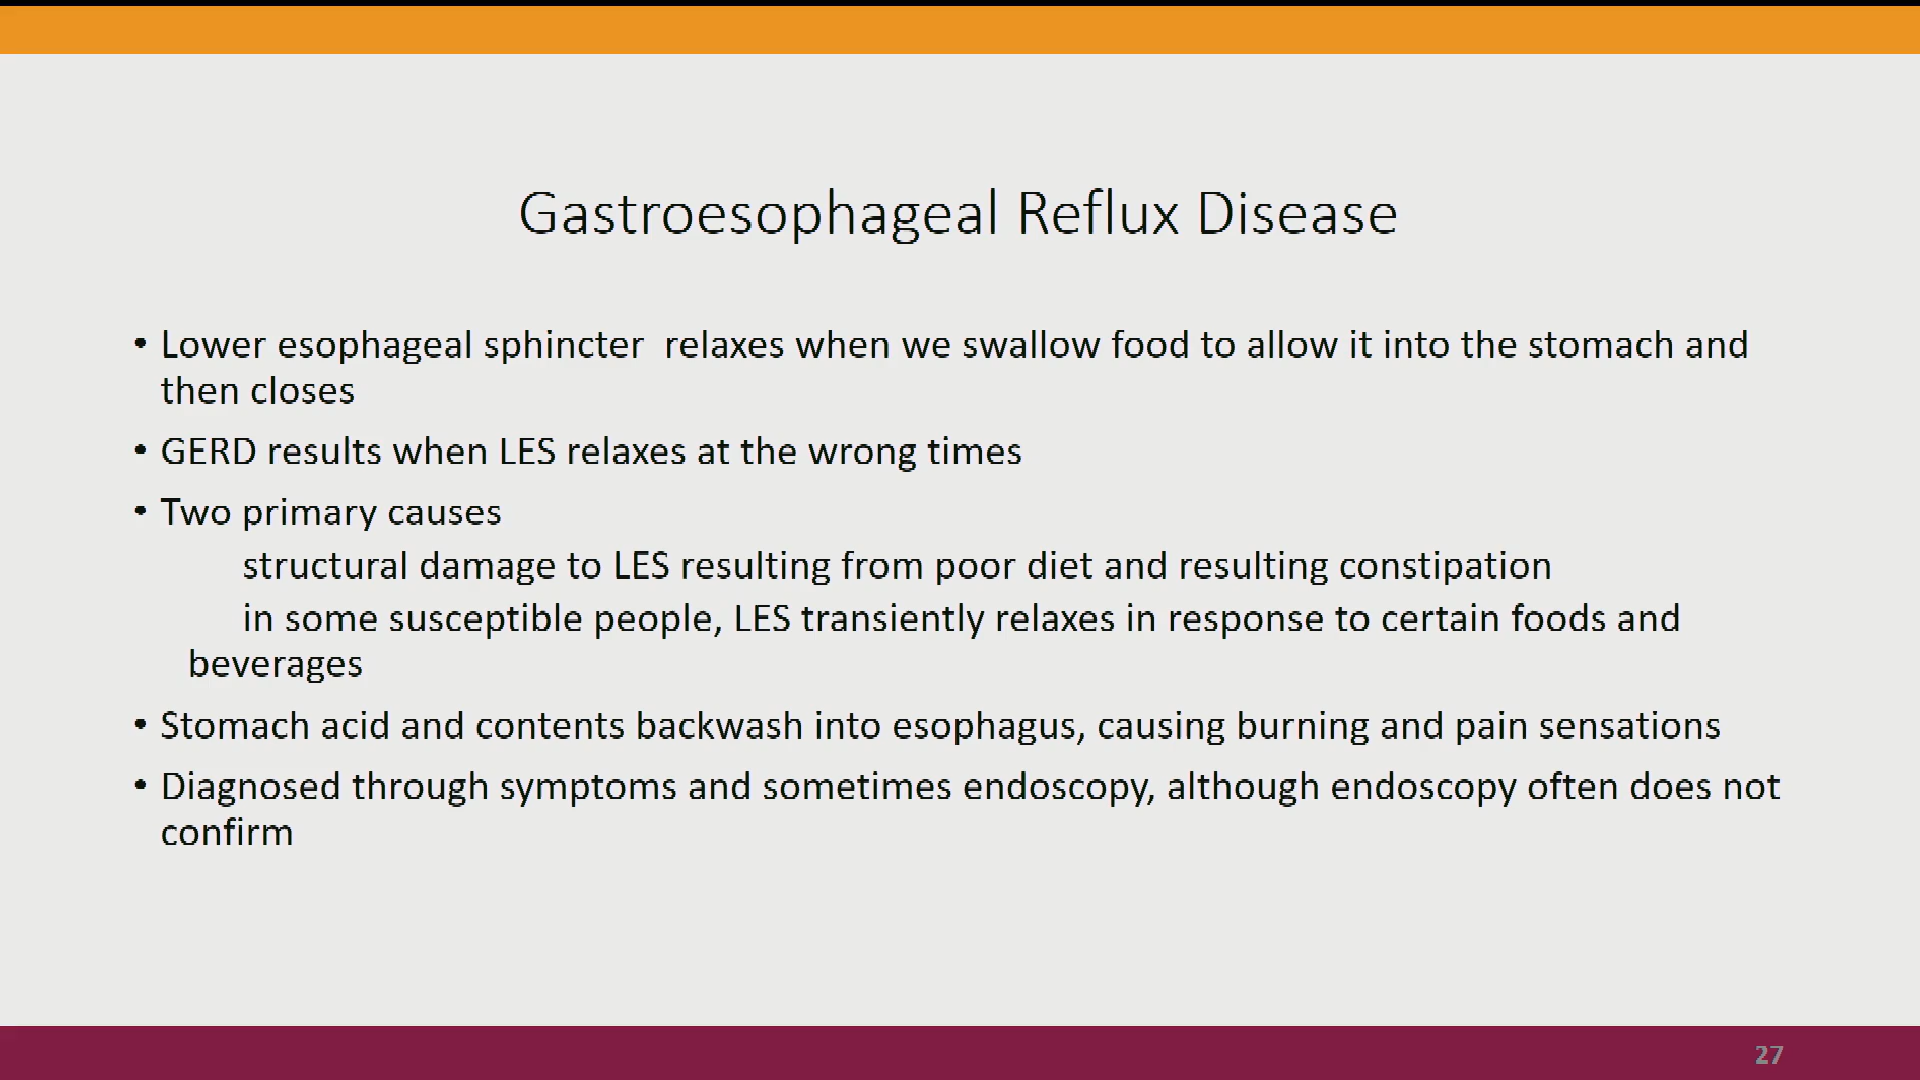 Gastroesophageal Reflux Disease
• Lower esophageal sphincter  relaxes when we swallow food to allow it into the stomach and
then closes
• GERD results when LES relaxes at the wrong times
• Two primary causes
structural damage to LES resulting from poor diet and resulting constipation
in some susceptible people, LES transiently relaxes in response to certain foods and
beverages
• Stomach acid and contents backwash into esophagus, causing burning and pain sensations
• Diagnosed through symptoms and sometimes endoscopy, although endoscopy often does not
confirm
27